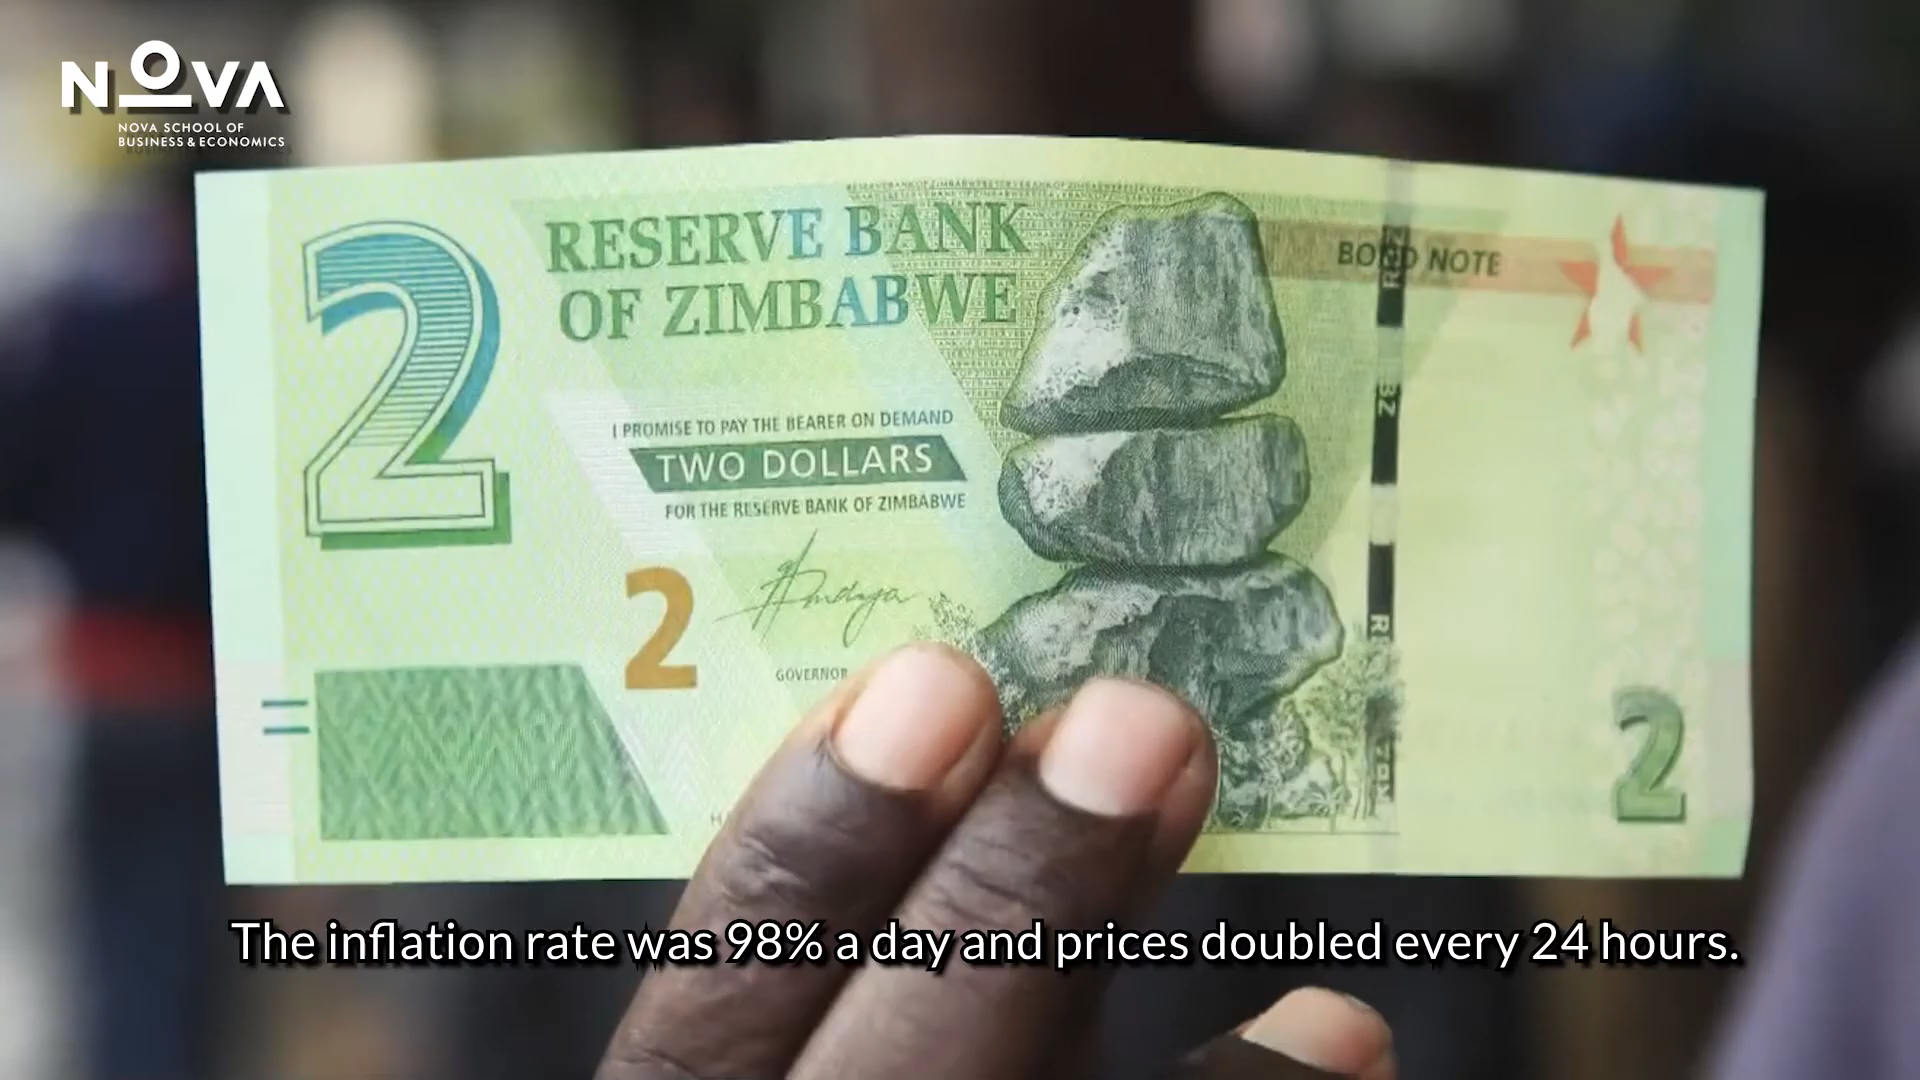 NOVA
NOVA SCHOOL OF
BUSINESS & ECONOMICS
2
RESERVE BANK
OF ZIMBABWE
BOND NOTE
I PROMISE TO PAY THE BEARER ON DEMAND
TWO DOLLARS
FOR THE RESERVE BANK OF ZIMBABWE
2
GOVERNOR
2
The inflation rate was 98% a day and prices doubled every 24 hours.